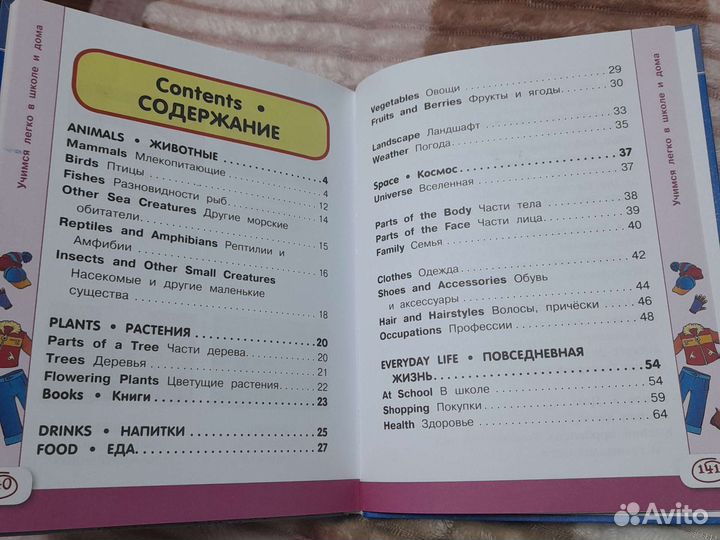 Учимся легко в школе и дома
Contents •
СОДЕРЖАНИЕ
ANIMALS • ЖИВОТНЫЕ
Mammals Млекопитающие 4
Birds Птицы 12
Fishes Разновидности рыб 14
Other Sea Creatures Другие морские
обитатели 15
Reptiles and Amphibians Рептилии и
Амфибии 16
Insects and Other Small Creatures
Насекомые и другие маленькие
существа 18
PLANTS • РАСТЕНИЯ 20
Parts of a Tree Части дерева 20
Trees Деревья 21
Flowering Plants Цветущие растения 22
Books • Книги 23
DRINKS • НАПИТКИ 25
FOOD • ЕДА 27
Vegetables Овощи 29
Fruits and Berries Фрукты и ягоды 30
Landscape Ландшафт 33
Weather Погода 35
Space • Космос 37
Universe Вселенная 37
Parts of the Body Части тела 38
Parts of the Face Части лица 39
Family Семья 40
Clothes Одежда 42
Shoes and Accessories Обувь
и аксессуары 44
Hair and Hairstyles Волосы, причёски 46
Occupations Профессии 48
EVERYDAY LIFE • ПОВСЕДНЕВНАЯ
ЖИЗНЬ 54
At School В школе 54
Shopping Покупки 59
Health Здоровье 64
Учимся легко в школе и дома
141
Avito